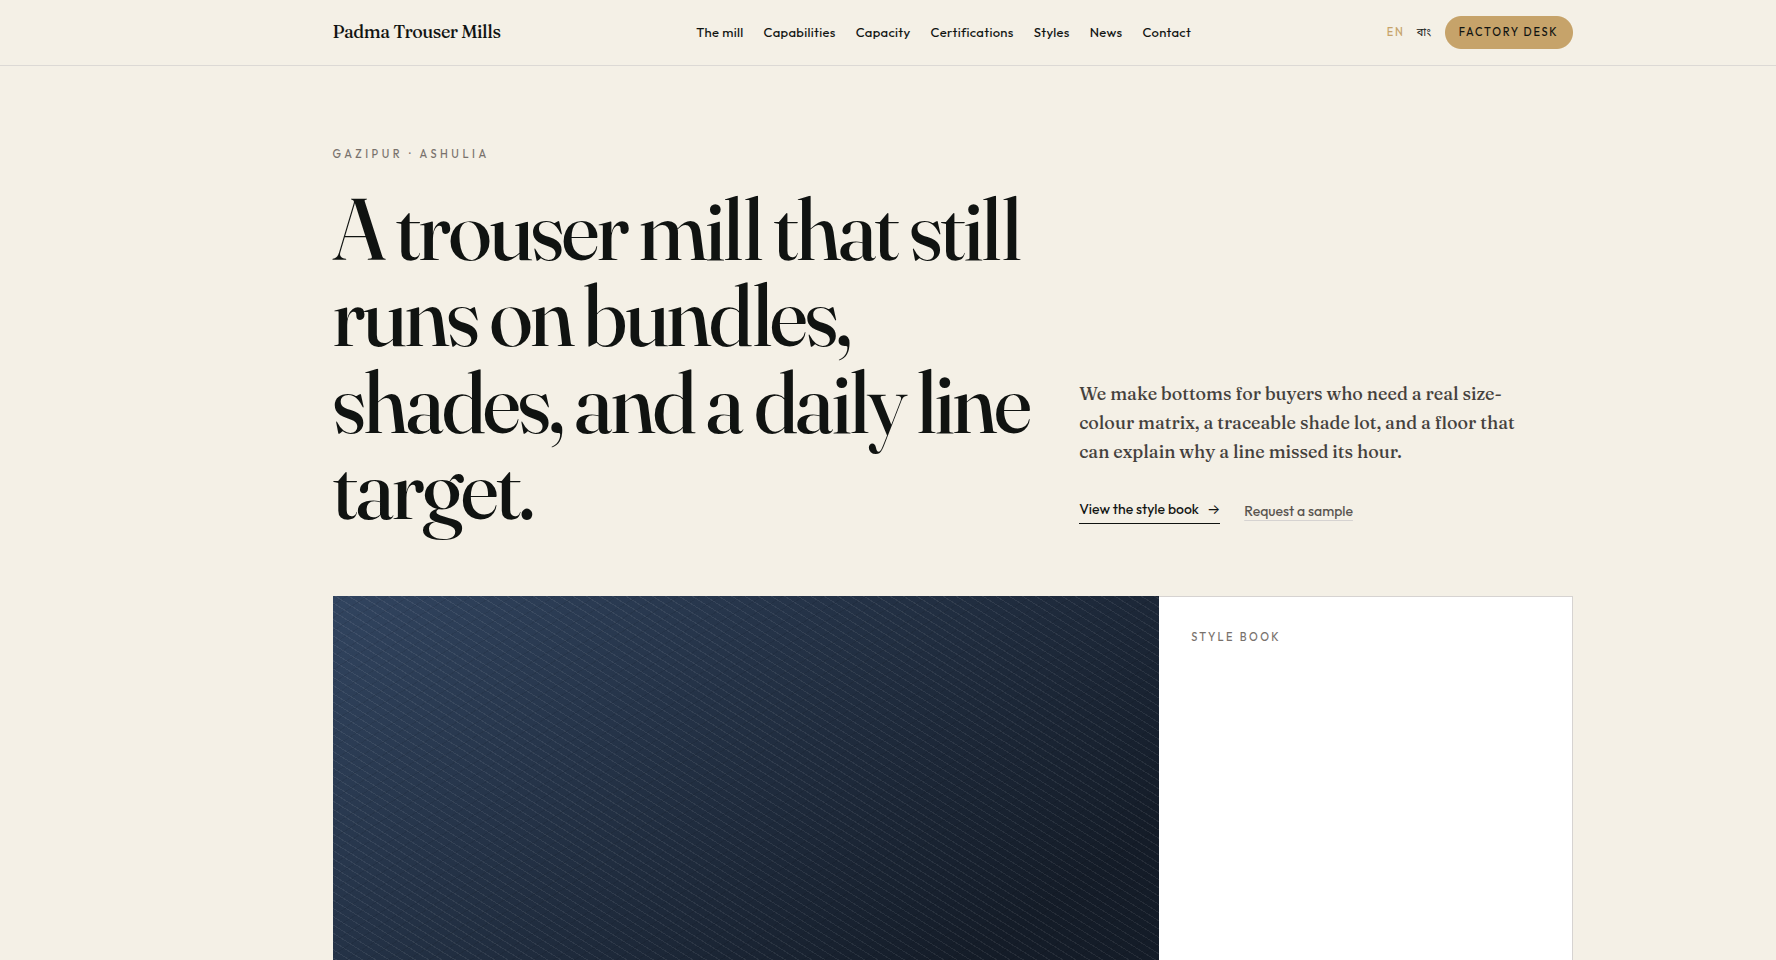 Padma Trouser Mills
The mill Capabilities Capacity Certifications Styles News Contact
EN বাং FACTORY DESK
GAZIPUR · ASHULIA
A trouser mill that still
runs on bundles,
shades, and a daily line
target.
We make bottoms for buyers who need a real size-
colour matrix, a traceable shade lot, and a floor that
can explain why a line missed its hour.
View the style book → Request a sample
STYLE BOOK